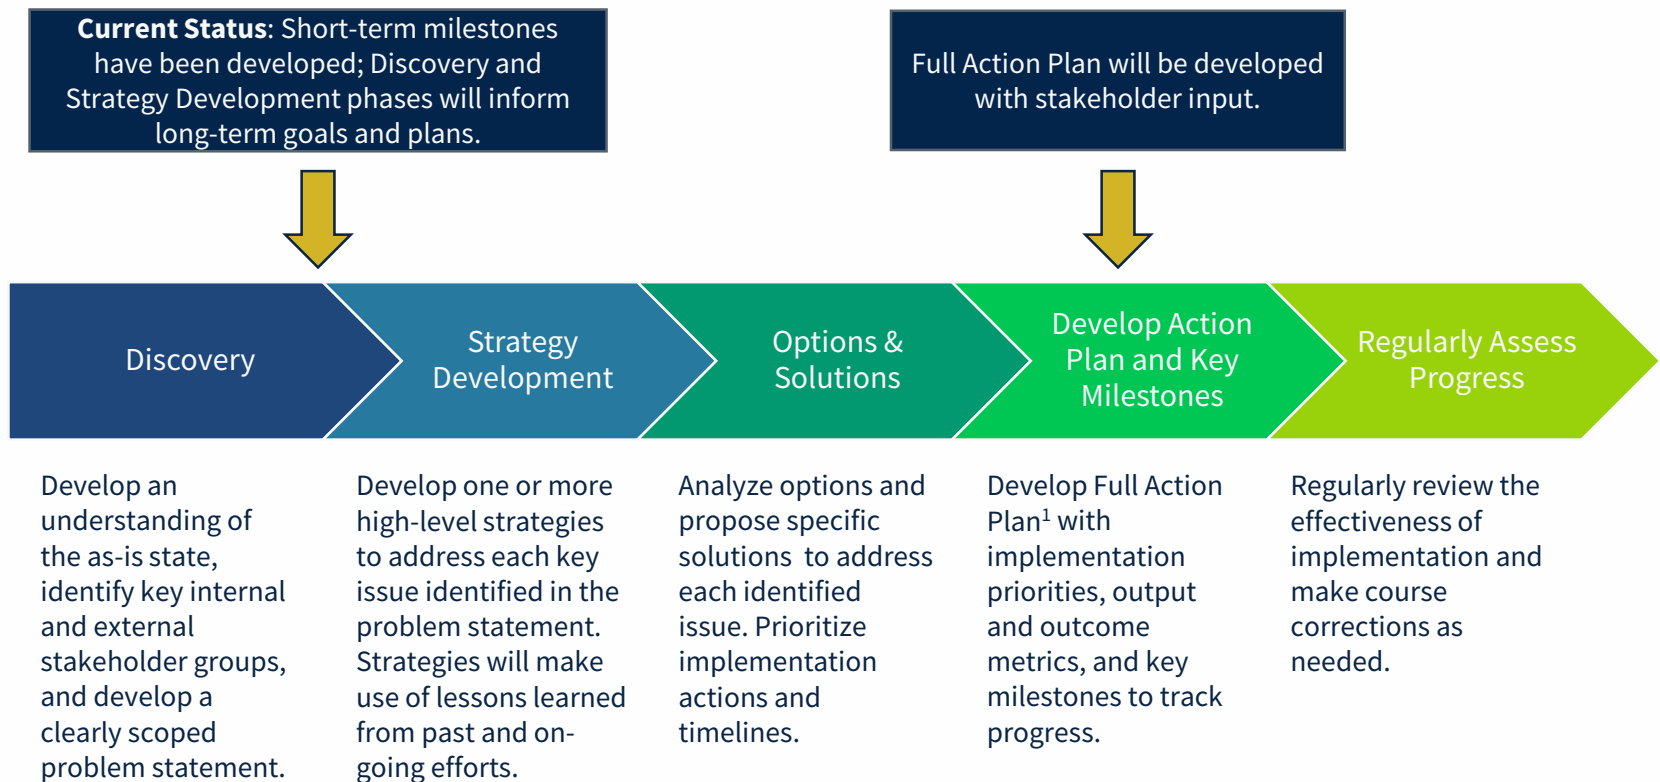 Current Status: Short-term milestones
have been developed; Discovery and
Strategy Development phases will inform
long-term goals and plans.
Full Action Plan will be developed
with stakeholder input.
Discovery
Strategy
Development
Options &
Solutions
Develop Action
Plan and Key
Milestones
Regularly Assess
Progress
Develop an
understanding of
the as-is state,
identify key internal
and external
stakeholder groups,
and develop a
clearly scoped
problem statement.
Develop one or more
high-level strategies
to address each key
issue identified in the
problem statement.
Strategies will make
use of lessons learned
from past and on-
going efforts.
Analyze options and
propose specific
solutions  to address
each identified
issue. Prioritize
implementation
actions and
timelines.
Develop Full Action
Plan¹ with
implementation
priorities, output
and outcome
metrics, and key
milestones to track
progress.
Regularly review the
effectiveness of
implementation and
make course
corrections as
needed.